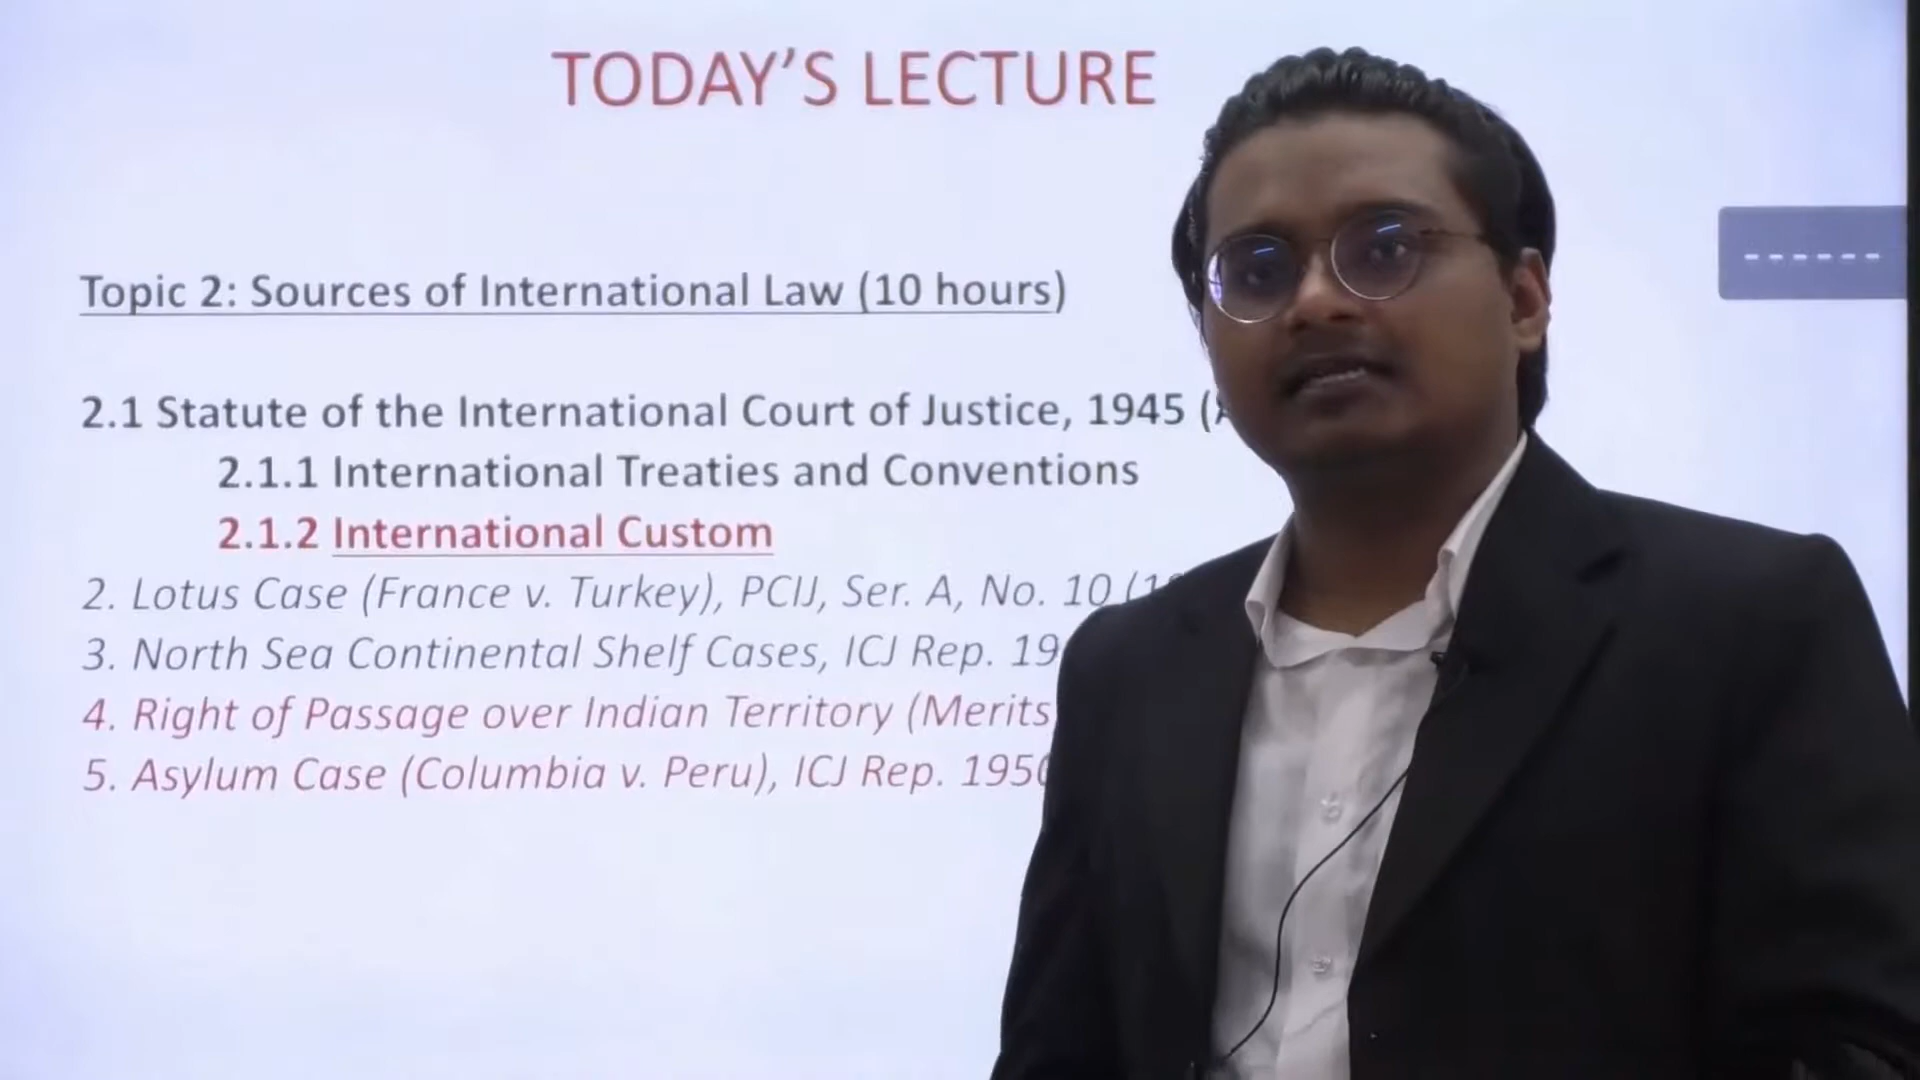 TODAY'S LECTURE
Topic 2: Sources of International Law (10 hours)
2.1 Statute of the International Court of Justice, 1945 (
2.1.1 International Treaties and Conventions
2.1.2 International Custom
2. Lotus Case (France v. Turkey), PCIJ, Ser. A, No. 10 (
3. North Sea Continental Shelf Cases, ICJ Rep.
4. Right of Passage over Indian Territory (Merits
5. Asylum Case (Columbia v. Peru), ICJ Rep. 1950
------